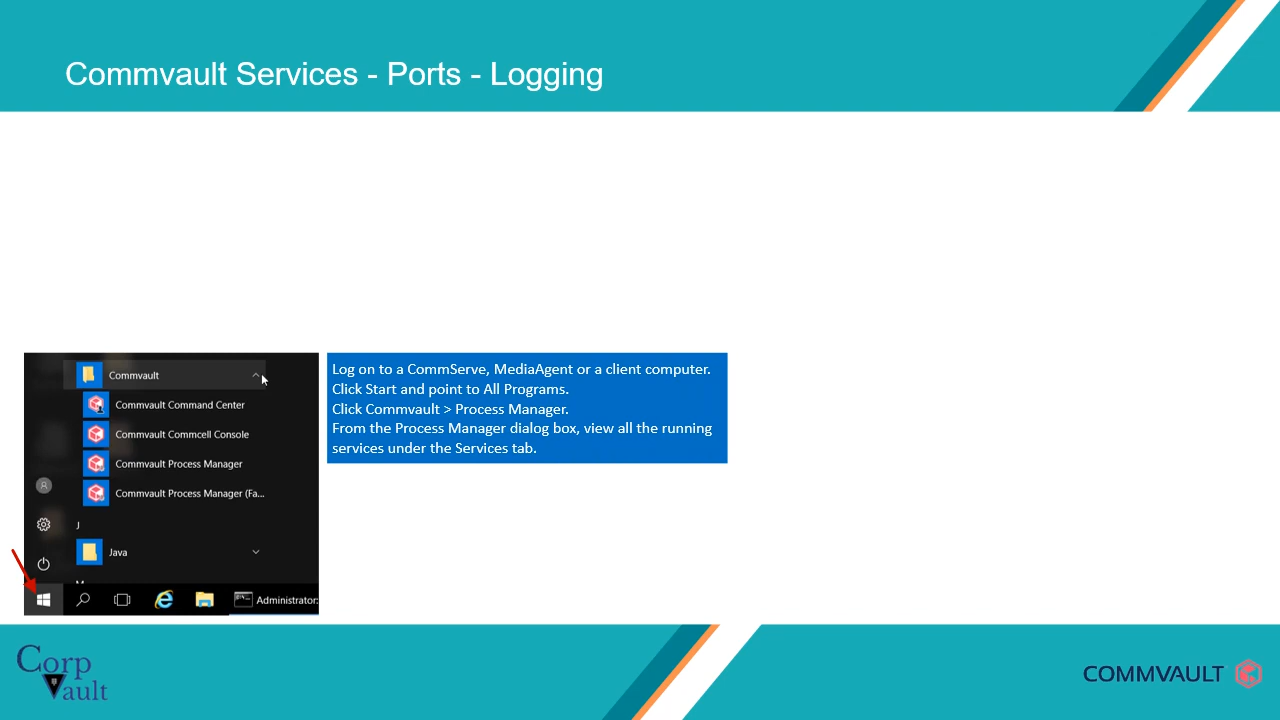 Commvault Services - Ports - Logging
Commvault
Commvault Command Center
Commvault Commcell Console
Commvault Process Manager
Commvault Process Manager (Fa...
J
Java
Administrator:
Log on to a CommServe, MediaAgent or a client computer.
Click Start and point to All Programs.
Click Commvault > Process Manager.
From the Process Manager dialog box, view all the running
services under the Services tab.
Corp
Vault
COMMVAULT